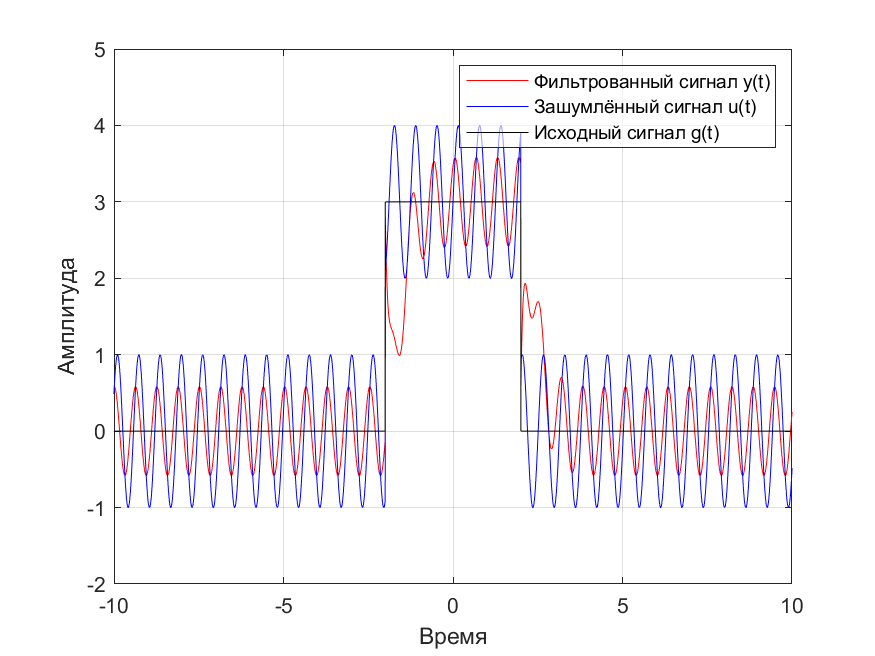 5
4
3
2
1
0
-1
-2
-10
-5
0
5
10
Амплитуда
Время
Фильтрованный сигнал y(t)
Зашумлённый сигнал u(t)
Исходный сигнал g(t)